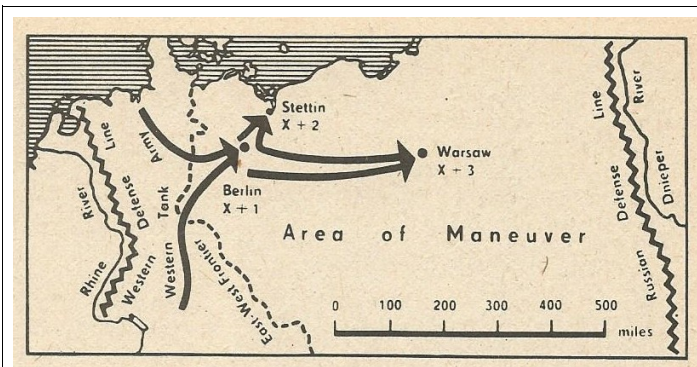 Stettin
X + 2
Warsaw
X + 3
Berlin
X + 1
Area of Maneuver
Rhine River
Western Defense Line
Western Tank Army
East-West Frontier
Russian Defense Line
Dnieper River
0 100 200 300 400 500
miles